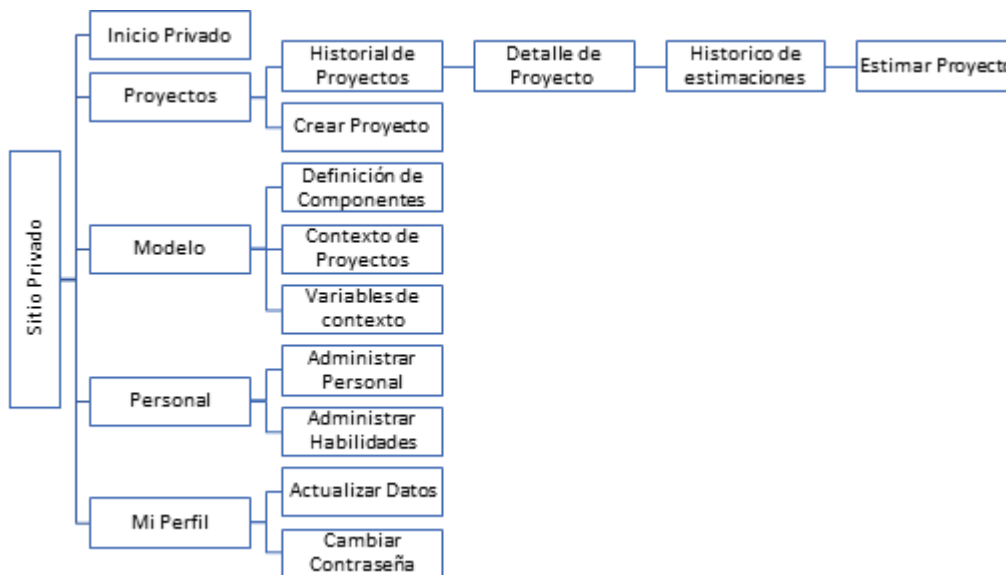 Sitio Privado
Inicio Privado
Proyectos
Historial de
Proyectos
Detalle de
Proyecto
Historico de
estimaciones
Estimar Proyecto
Crear Proyecto
Modelo
Definición de
Componentes
Contexto de
Proyectos
Variables de
contexto
Personal
Administrar
Personal
Administrar
Habilidades
Mi Perfil
Actualizar Datos
Cambiar
Contraseña